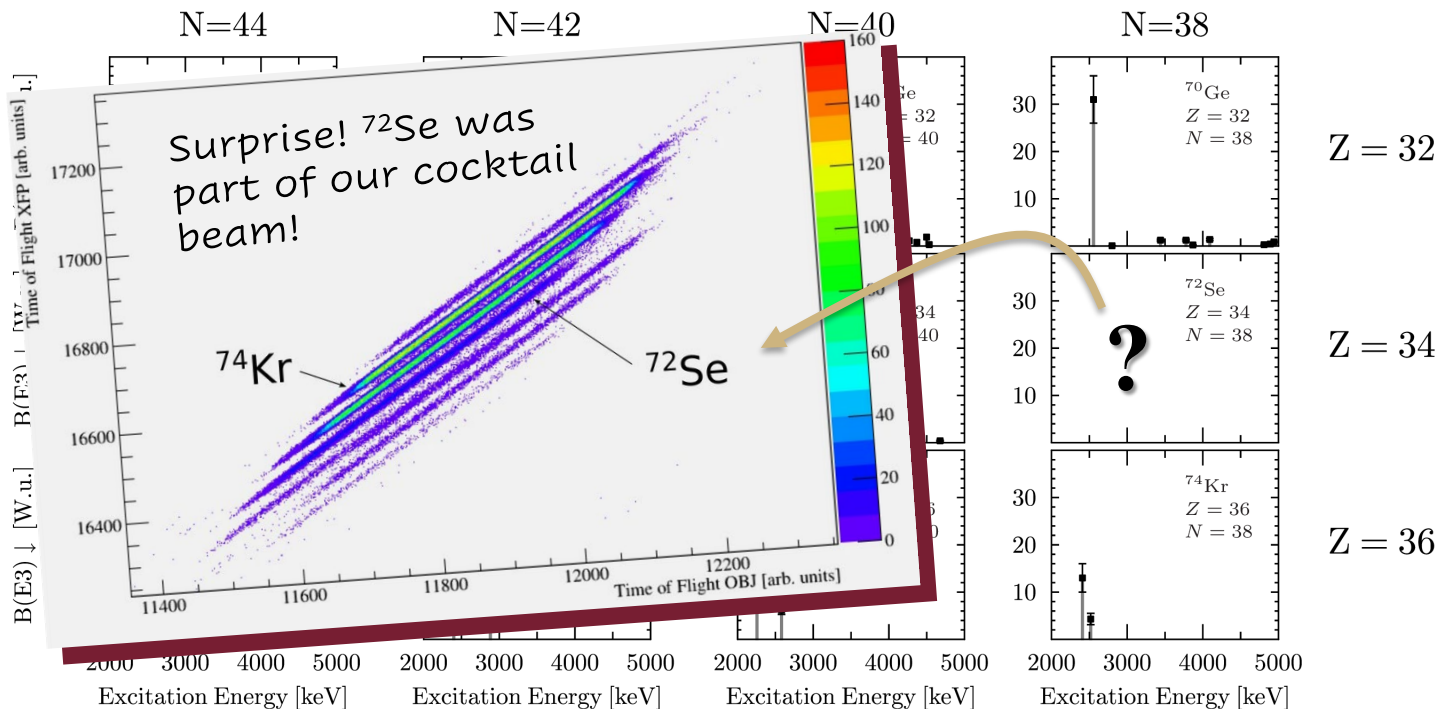 N=44
N=42
N=40
N=38
Surprise! ⁷²Se was
part of our cocktail
beam!
⁷⁴Kr
⁷²Se
Time of Flight XFP [arb. units]
17200
17000
16800
16600
16400
11400
11600
11800
12000
12200
Time of Flight OBJ [arb. units]
160
140
120
100
80
60
40
20
0
30
20
10
⁷⁰Ge
Z = 32
N = 38
Z = 32
30
20
10
⁷²Se
Z = 34
N = 38
?
Z = 34
30
20
10
⁷⁴Kr
Z = 36
N = 38
Z = 36
B(E3) ↓ [W.u.]
2000 3000 4000 5000
2000 3000 4000 5000
2000 3000 4000 5000
2000 3000 4000 5000
Excitation Energy [keV]
Excitation Energy [keV]
Excitation Energy [keV]
Excitation Energy [keV]